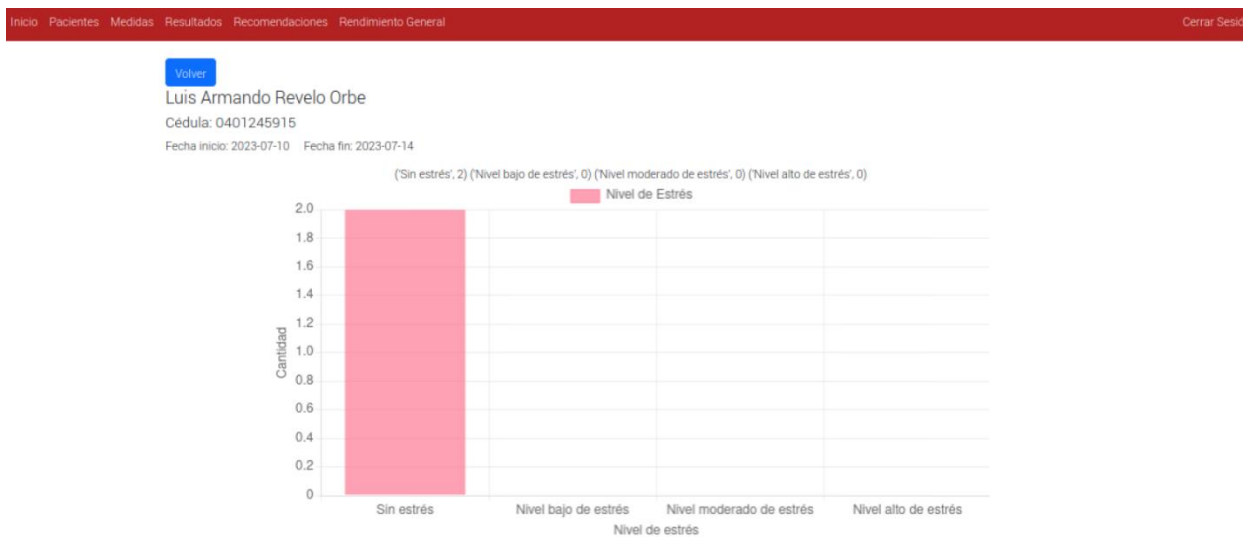 Inicio Pacientes Medidas Resultados Recomendaciones Rendimiento General Cerrar Sesió
Volver
Luis Armando Revelo Orbe
Cédula: 0401245915
Fecha inicio: 2023-07-10 Fecha fin: 2023-07-14
('Sin estrés', 2) ('Nivel bajo de estrés', 0) ('Nivel moderado de estrés', 0) ('Nivel alto de estrés', 0)
Nivel de Estrés
2.0
1.8
1.6
1.4
1.2
1.0
0.8
0.6
0.4
0.2
0
Cantidad
Sin estrés Nivel bajo de estrés Nivel moderado de estrés Nivel alto de estrés
Nivel de estrés